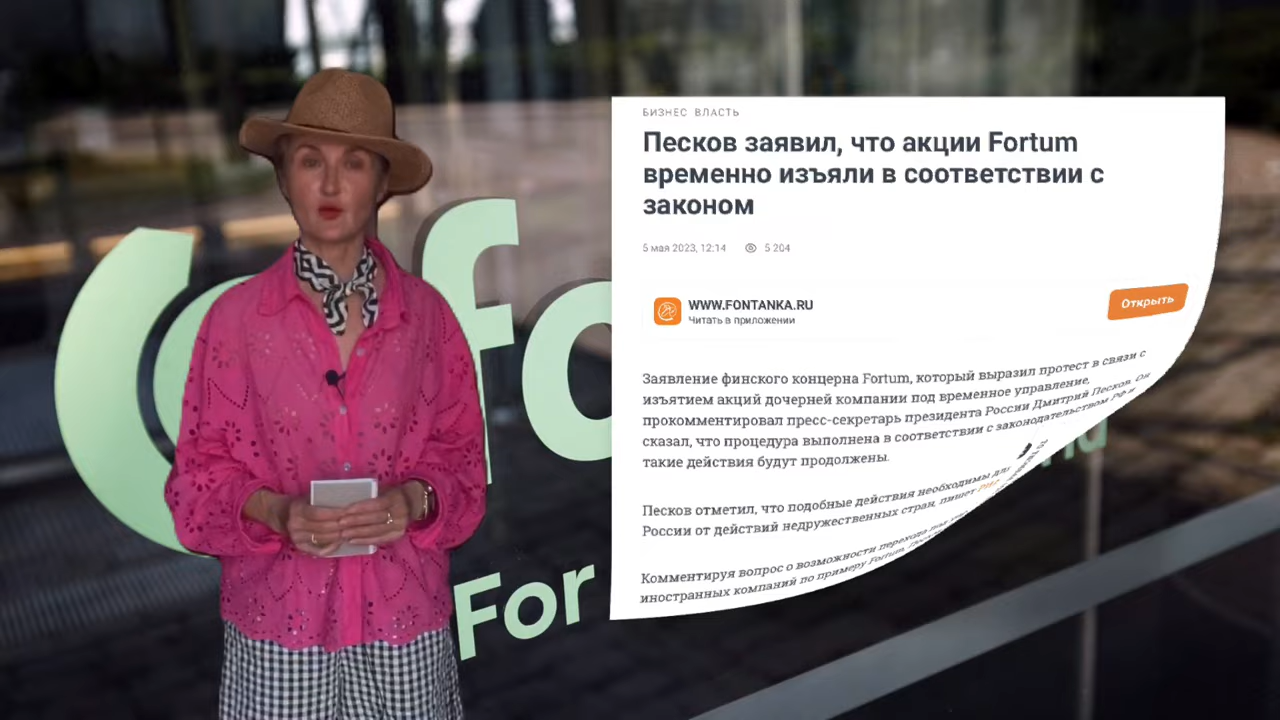 fo
For
БИЗНЕС ВЛАСТЬ
Песков заявил, что акции Fortum
временно изъяли в соответствии с
законом
5 мая 2023, 12:14 5 204
WWW.FONTANKA.RU
Читать в приложении
Открыть
Заявление финского концерна Fortum, который выразил протест в связи с
изъятием акций дочерней компании под временное управление,
прокомментировал пресс-секретарь президента России Дмитрий Песков. Он
сказал, что процедура выполнена в соответствии с законодательством РФ и
такие действия будут продолжены.
Песков отметил, что подобные действия необходимы для
России от действий недружественных стран, пишет
Комментируя вопрос о возможности перехода под
иностранных компаний по примеру Fortum,